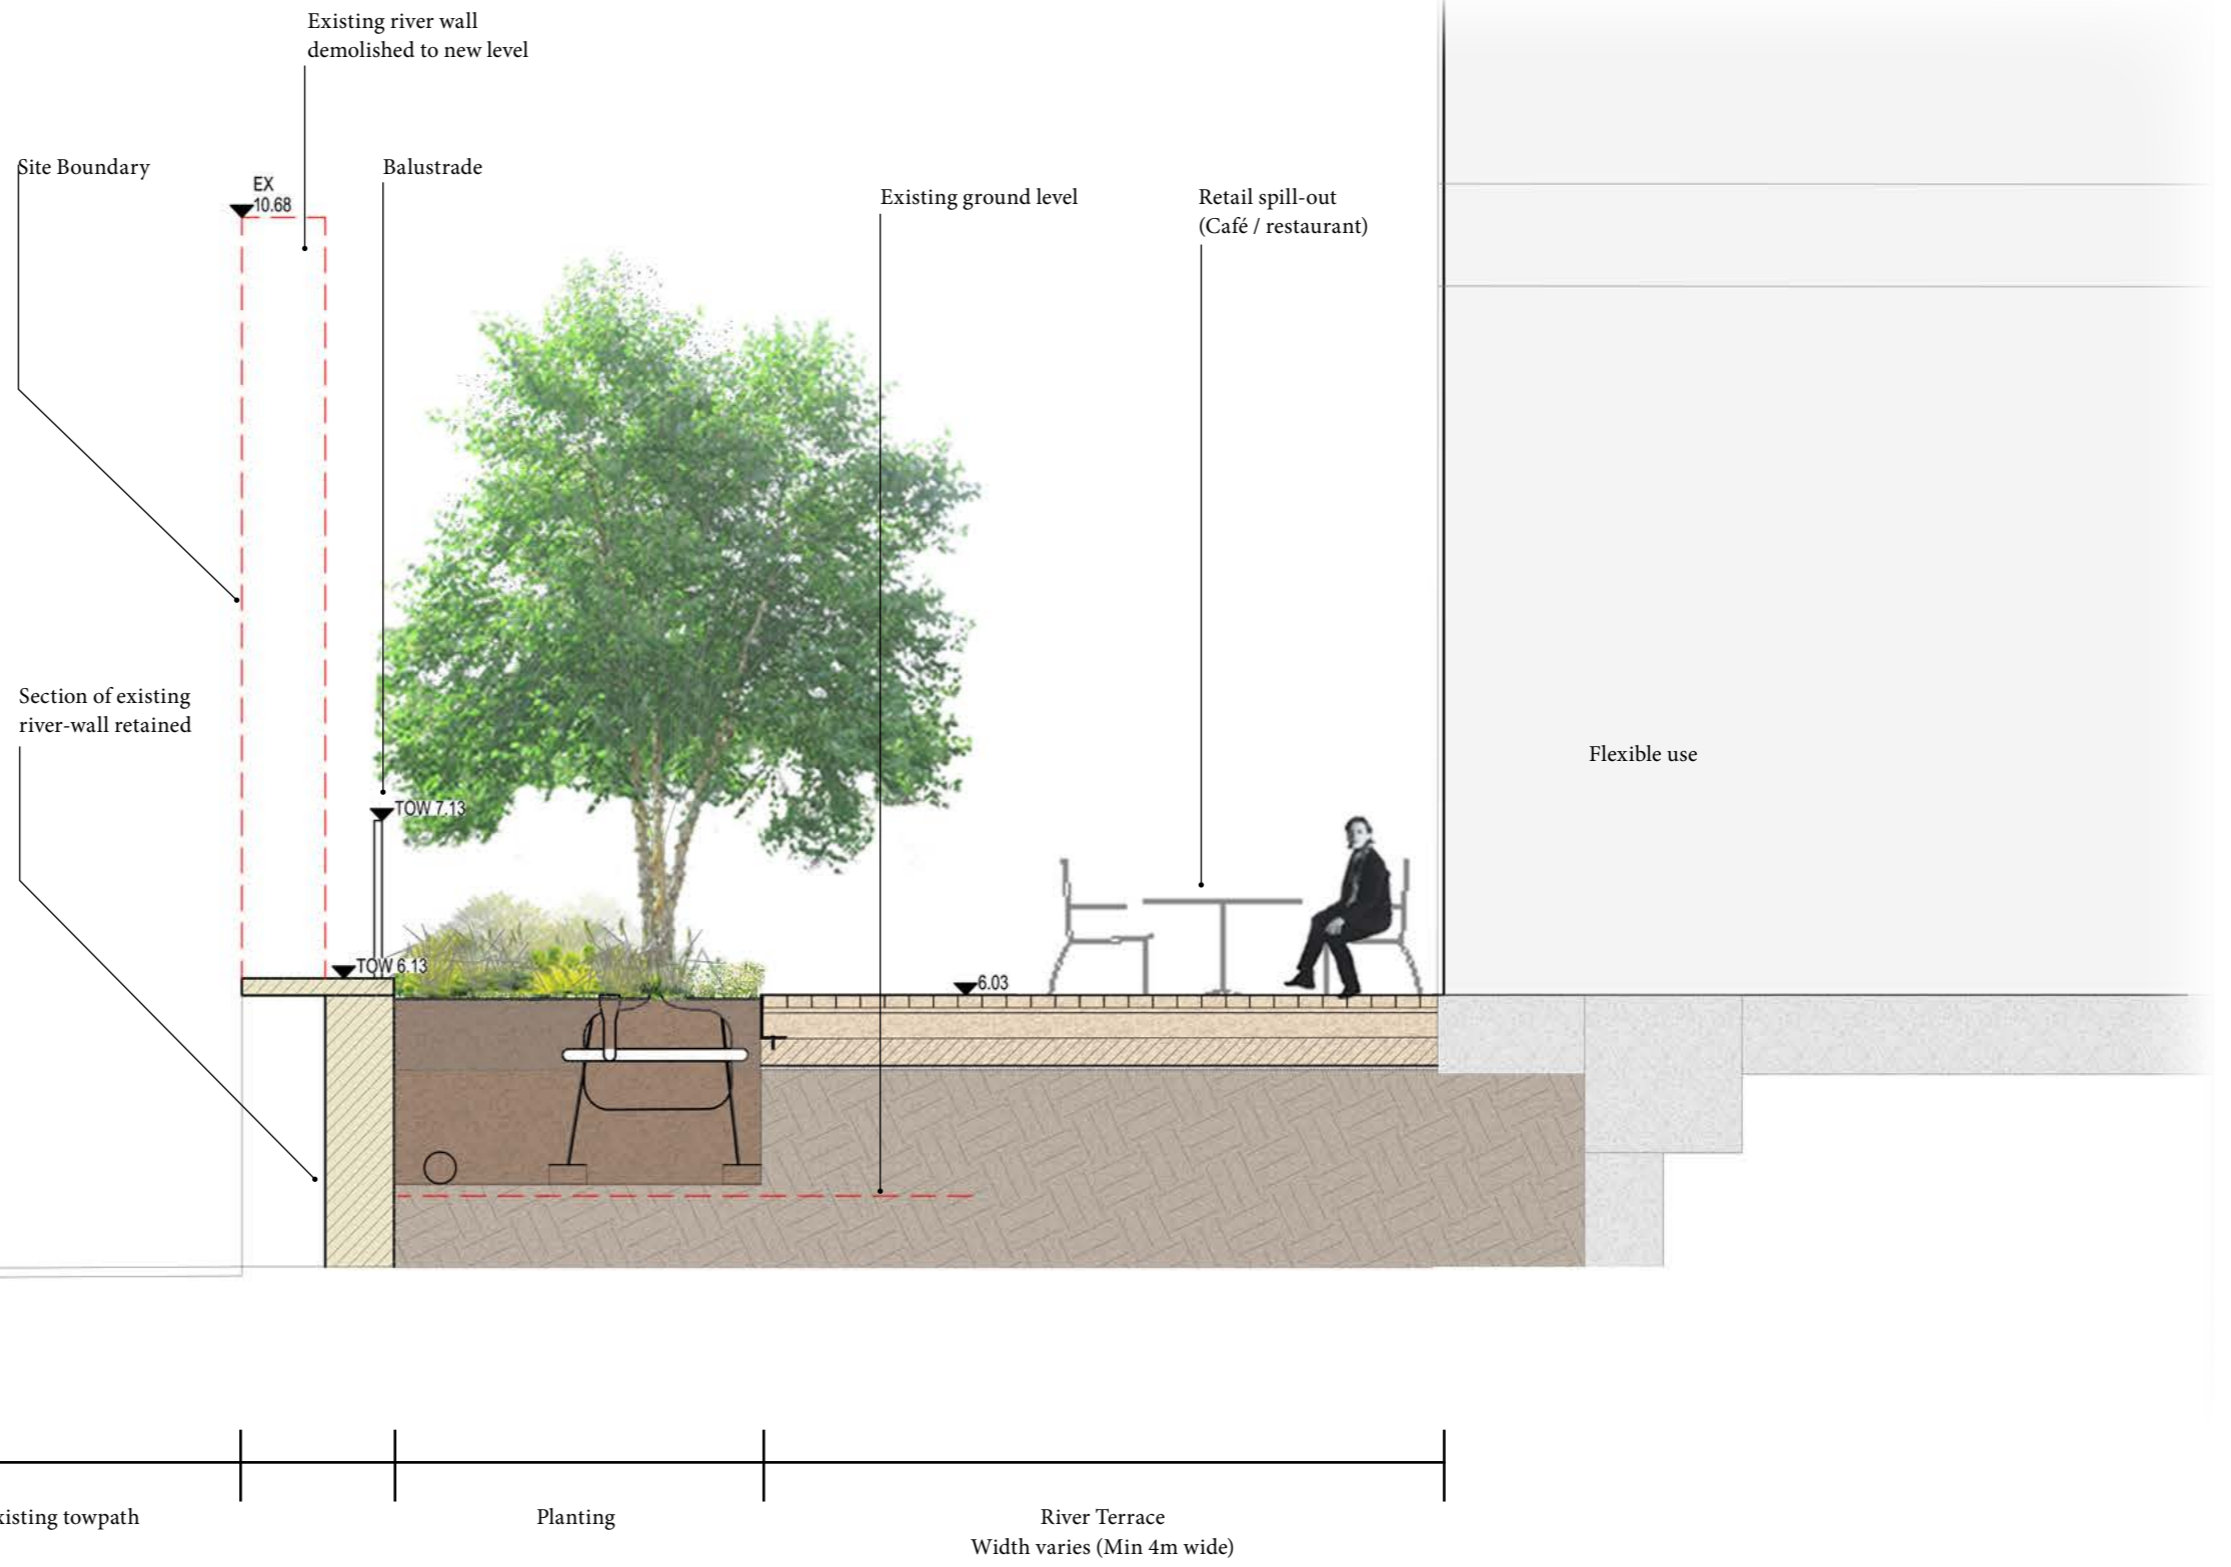 Existing river wall
demolished to new level
Site Boundary
Balustrade
EX
10.68
Existing ground level
Retail spill-out
(Café / restaurant)
Section of existing
river-wall retained
Flexible use
TOW 7.13
TOW 6.13
6.03
xisting towpath
Planting
River Terrace
Width varies (Min 4m wide)